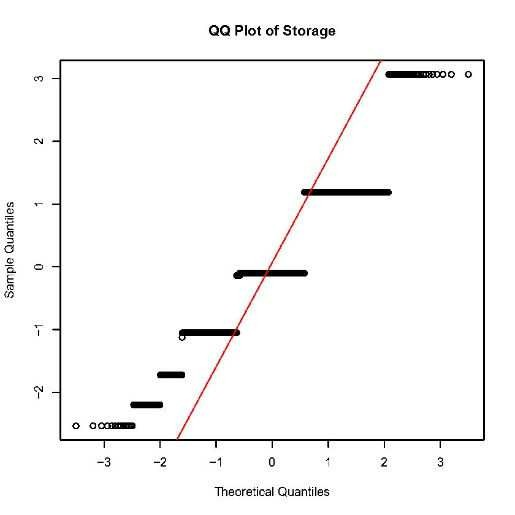 QQ Plot of Storage
3
2
1
0
−1
−2
Sample Quantiles
−3 −2 −1 0 1 2 3
Theoretical Quantiles